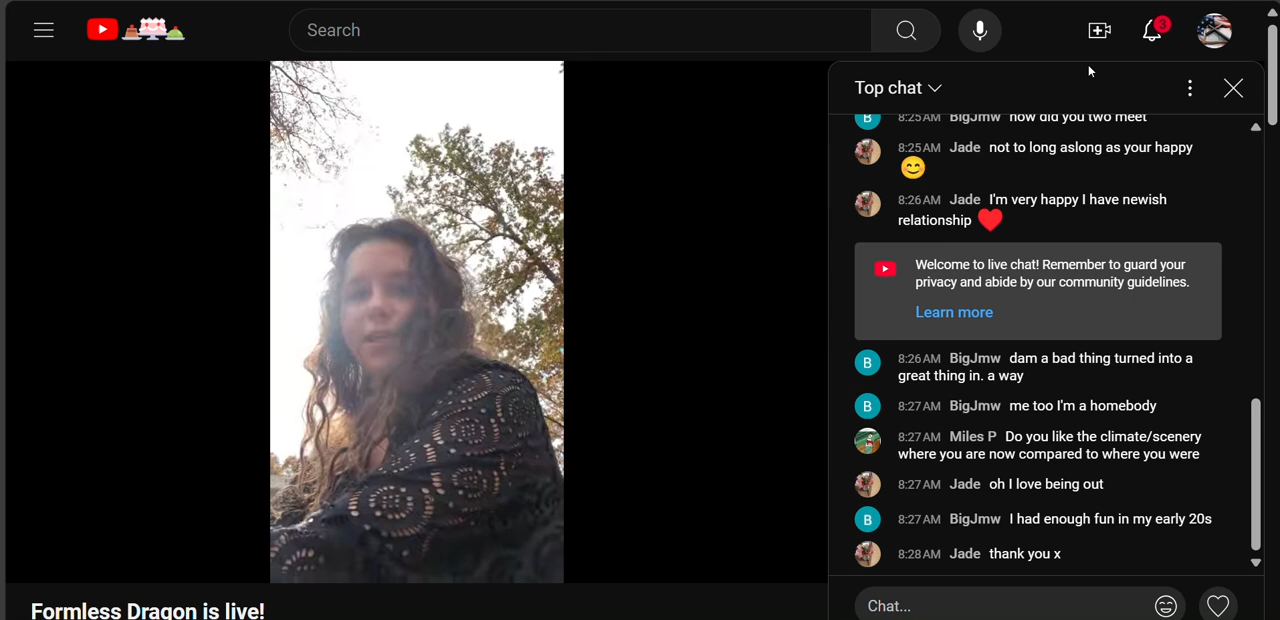 Search
3
Top chat
8:25 AM BigJmw how did you two meet
8:25 AM Jade not to long aslong as your happy
😊
8:26 AM Jade I'm very happy I have newish
relationship ❤️
Welcome to live chat! Remember to guard your
privacy and abide by our community guidelines.
Learn more
B 8:26 AM BigJmw dam a bad thing turned into a
great thing in. a way
B 8:27 AM BigJmw me too I'm a homebody
8:27 AM Miles P Do you like the climate/scenery
where you are now compared to where you were
8:27 AM Jade oh I love being out
B 8:27 AM BigJmw I had enough fun in my early 20s
8:28 AM Jade thank you x
Chat...
Formless Dragon is live!